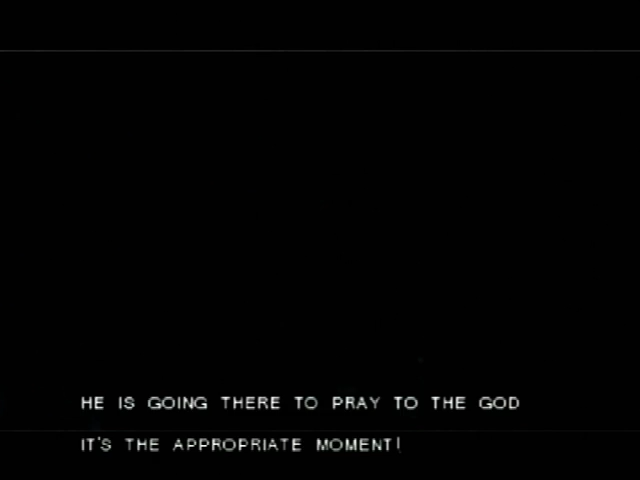 HE IS GOING THERE TO PRAY TO THE GOD
IT'S THE APPROPRIATE MOMENT!